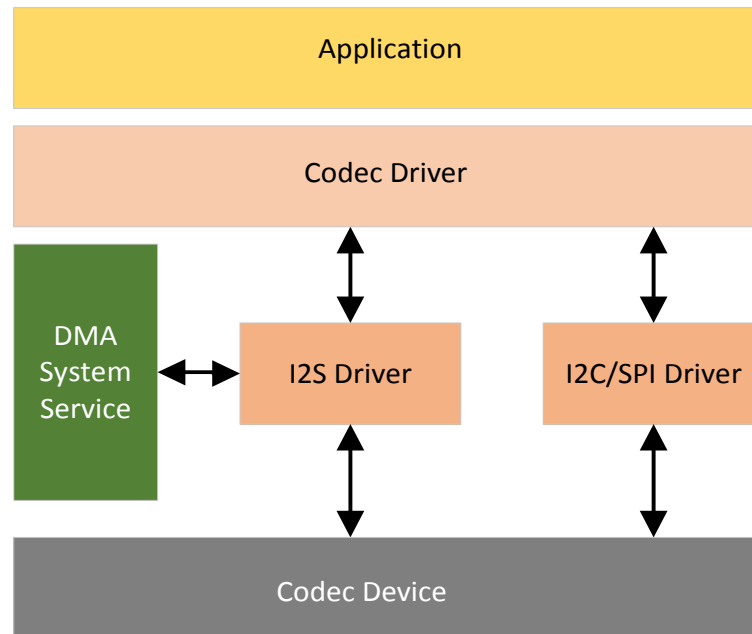 Application
Codec Driver
DMA
System
Service
I2S Driver
I2C/SPI Driver
Codec Device